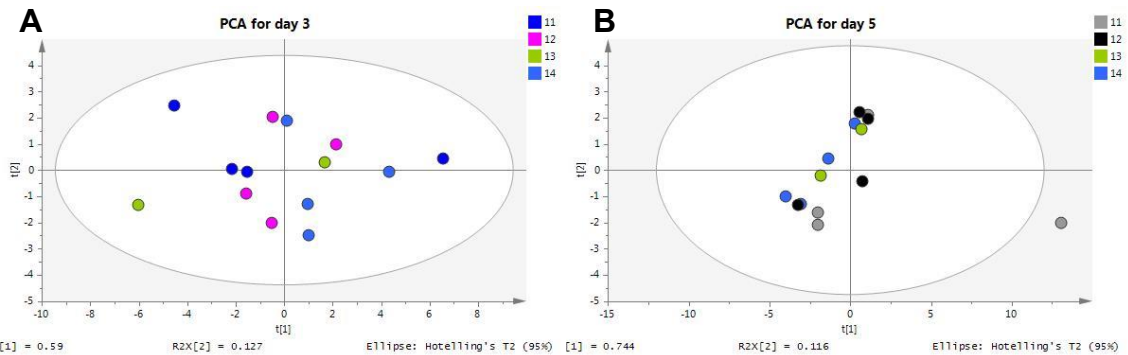 A
PCA for day 3
11
12
13
14
4
3
2
1
0
-1
-2
-3
-4
-5
t[2]
-10 -8 -6 -4 -2 0 2 4 6 8
t[1]
[1] = 0.59 R2X[2] = 0.127 Ellipse: Hotelling's T2 (95%)
B
PCA for day 5
11
12
13
14
4
3
2
1
0
-1
-2
-3
-4
-5
t[2]
-15 -10 -5 0 5 10
t[1]
[1] = 0.744 R2X[2] = 0.116 Ellipse: Hotelling's T2 (95%)